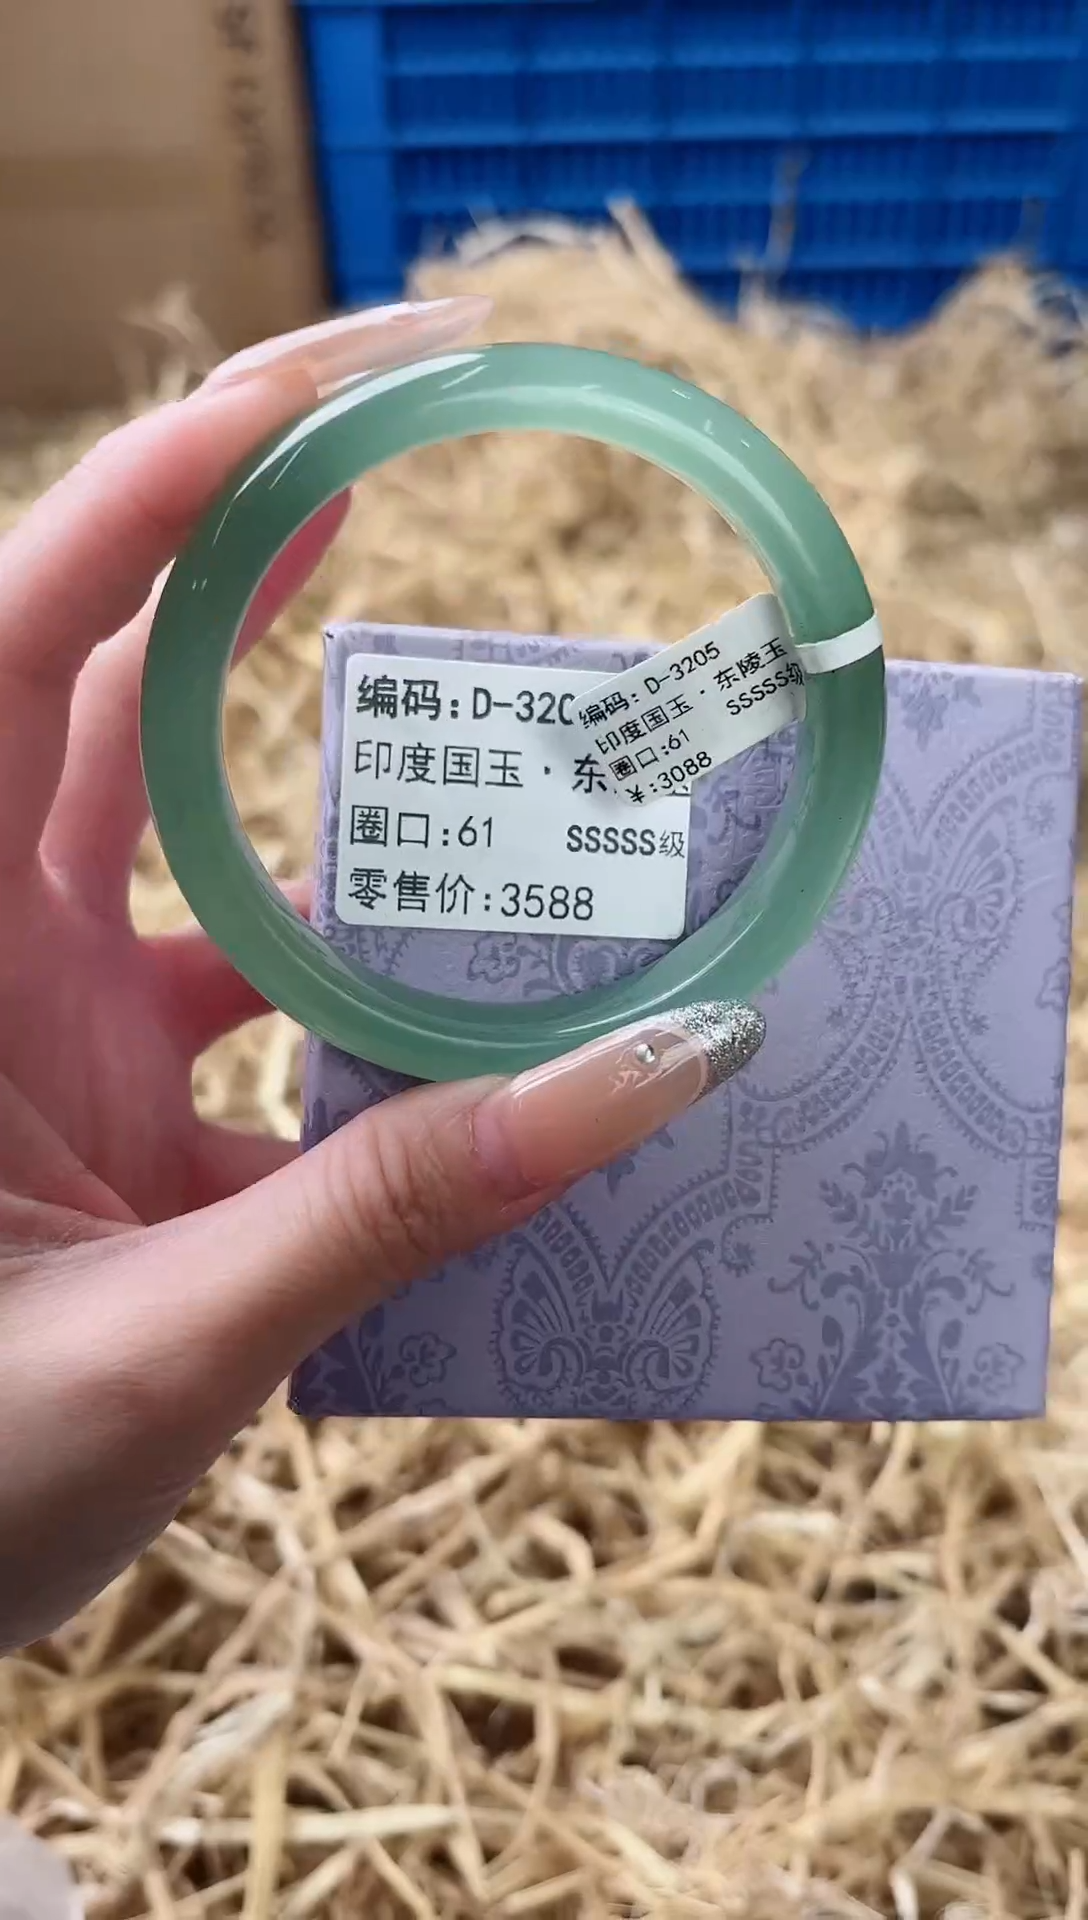 编码:D-320
印度国玉·东
圈口:61 SSSSS级
零售价:3588
编码: D-3205
印度国玉·东陵玉
圈口:61 SSSSS级
¥:3088